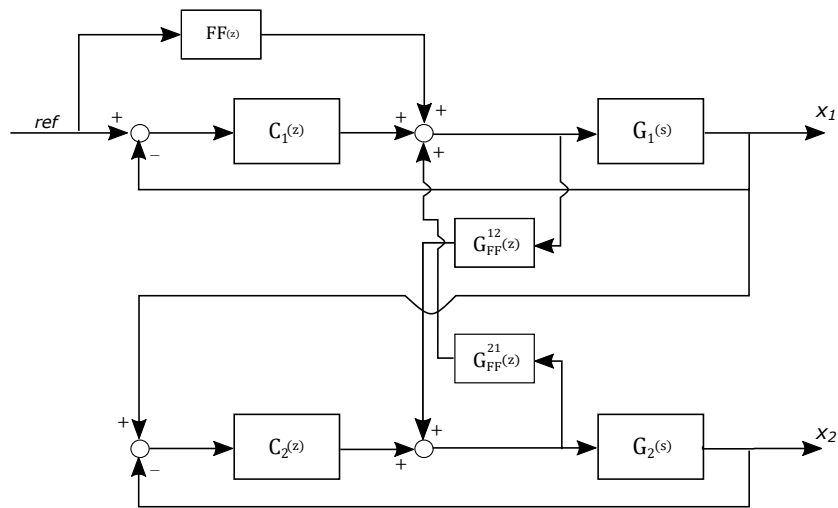 FF(z)
+
ref + C₁(z) + G₁(s) x₁
− +
G¹²FF(z)
G²¹FF(z)
+ +
C₂(z) G₂(s) x₂
− +